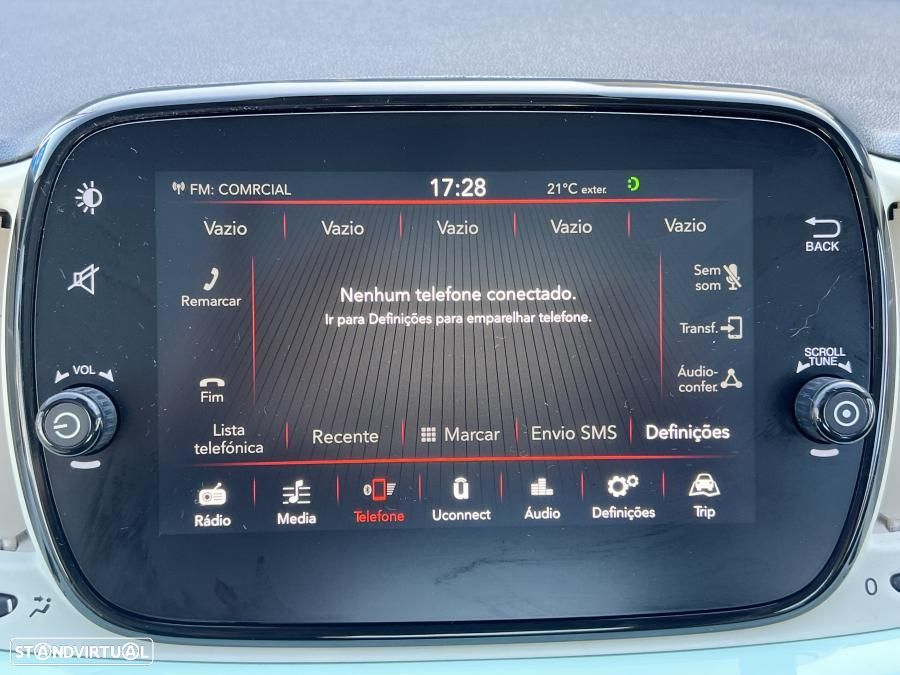 FM: COMRCIAL 17:28 21°C exter.
Vazio Vazio Vazio Vazio Vazio
BACK
Remarcar
Sem
som
Nenhum telefone conectado.
Ir para Definições para emparelhar telefone.
Transf.
VOL
SCROLL
TUNE
Fim
Áudio-
confer.
Lista
telefónica
Recente
Marcar
Envio SMS
Definições
Rádio Media Telefone Uconnect Áudio Definições Trip
0
STANDVIRTUAL